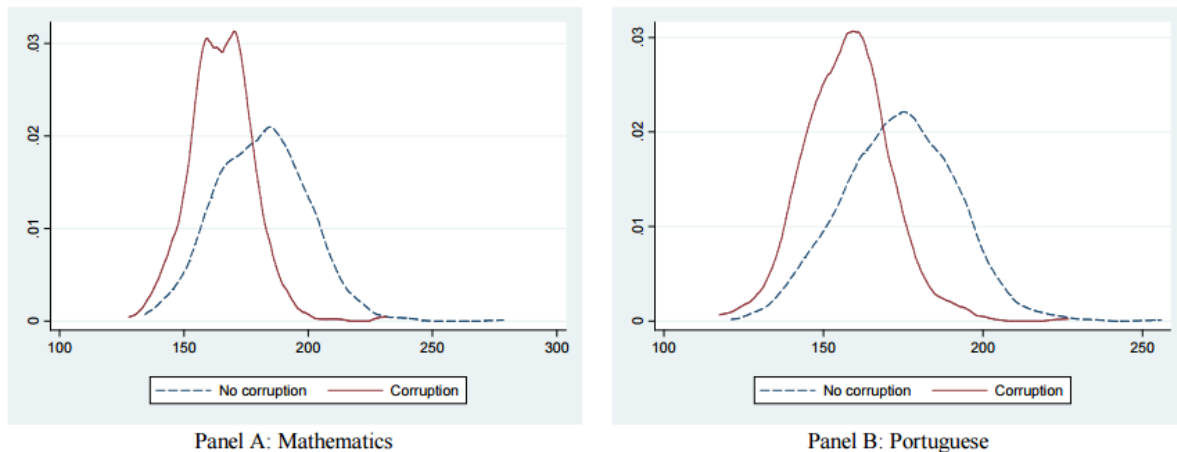 .03
.02
.01
0
100 150 200 250 300
No corruption Corruption
Panel A: Mathematics
.03
.02
.01
0
100 150 200 250
No corruption Corruption
Panel B: Portuguese